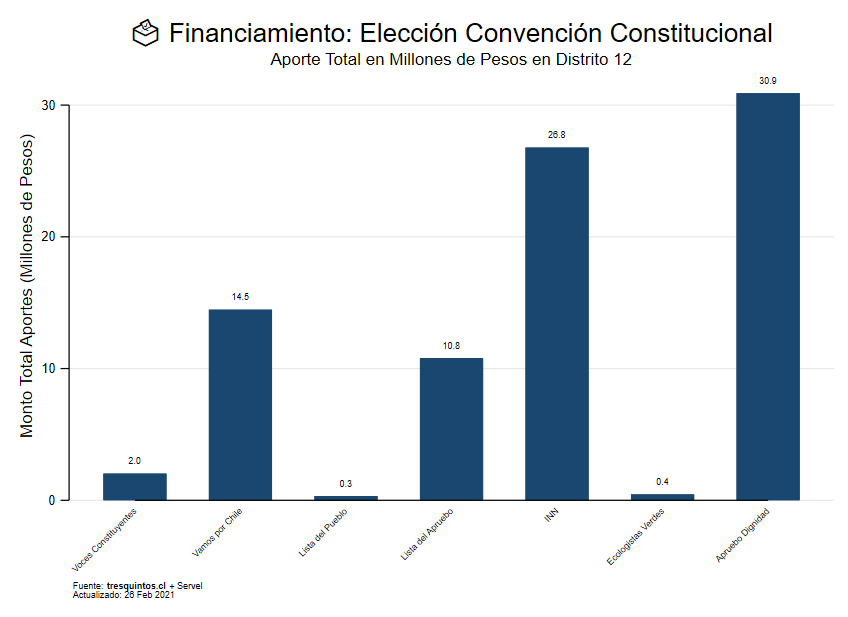 Financiamiento: Elección Convención Constitucional
Aporte Total en Millones de Pesos en Distrito 12
Monto Total Aportes (Millones de Pesos)
30
20
10
0
2.0
14.5
0.3
10.8
26.8
0.4
30.9
Voces Constituyentes
Vamos por Chile
Lista del Pueblo
Lista del Apruebo
INN
Ecologistas Verdes
Apruebo Dignidad
Fuente: tresquintos.cl + Servel
Actualizado: 26 Feb 2021